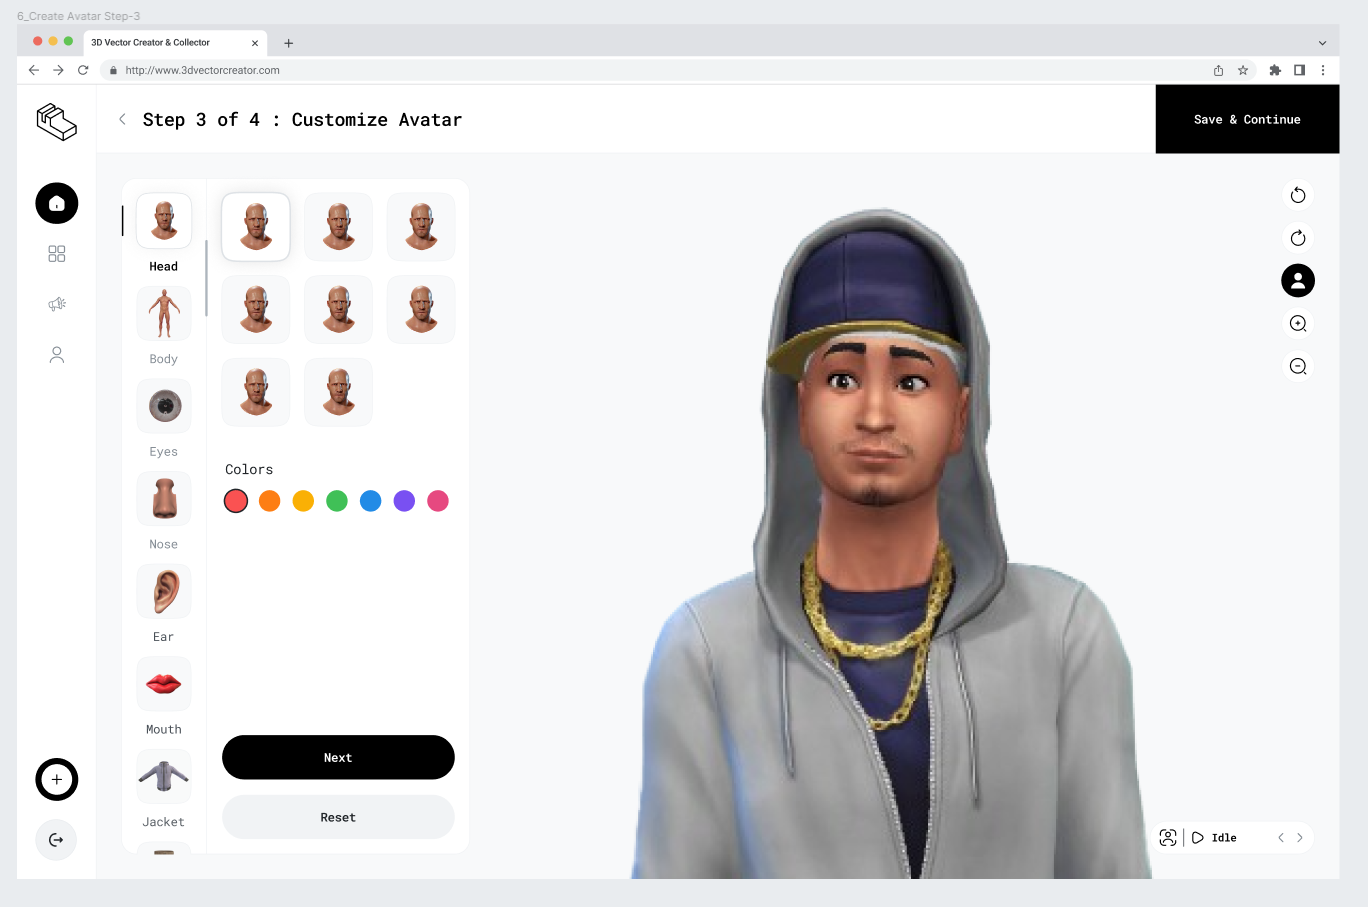 6_Create Avatar Step-3
3D Vector Creator & Collector
http://www.3dvectorcreator.com
Step 3 of 4 : Customize Avatar
Save & Continue
Head
Body
Eyes
Nose
Ear
Mouth
Jacket
Colors
Next
Reset
Idle